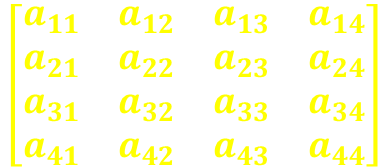 a₁₁ a₁₂ a₁₃ a₁₄
a₂₁ a₂₂ a₂₃ a₂₄
a₃₁ a₃₂ a₃₃ a₃₄
a₄₁ a₄₂ a₄₃ a₄₄